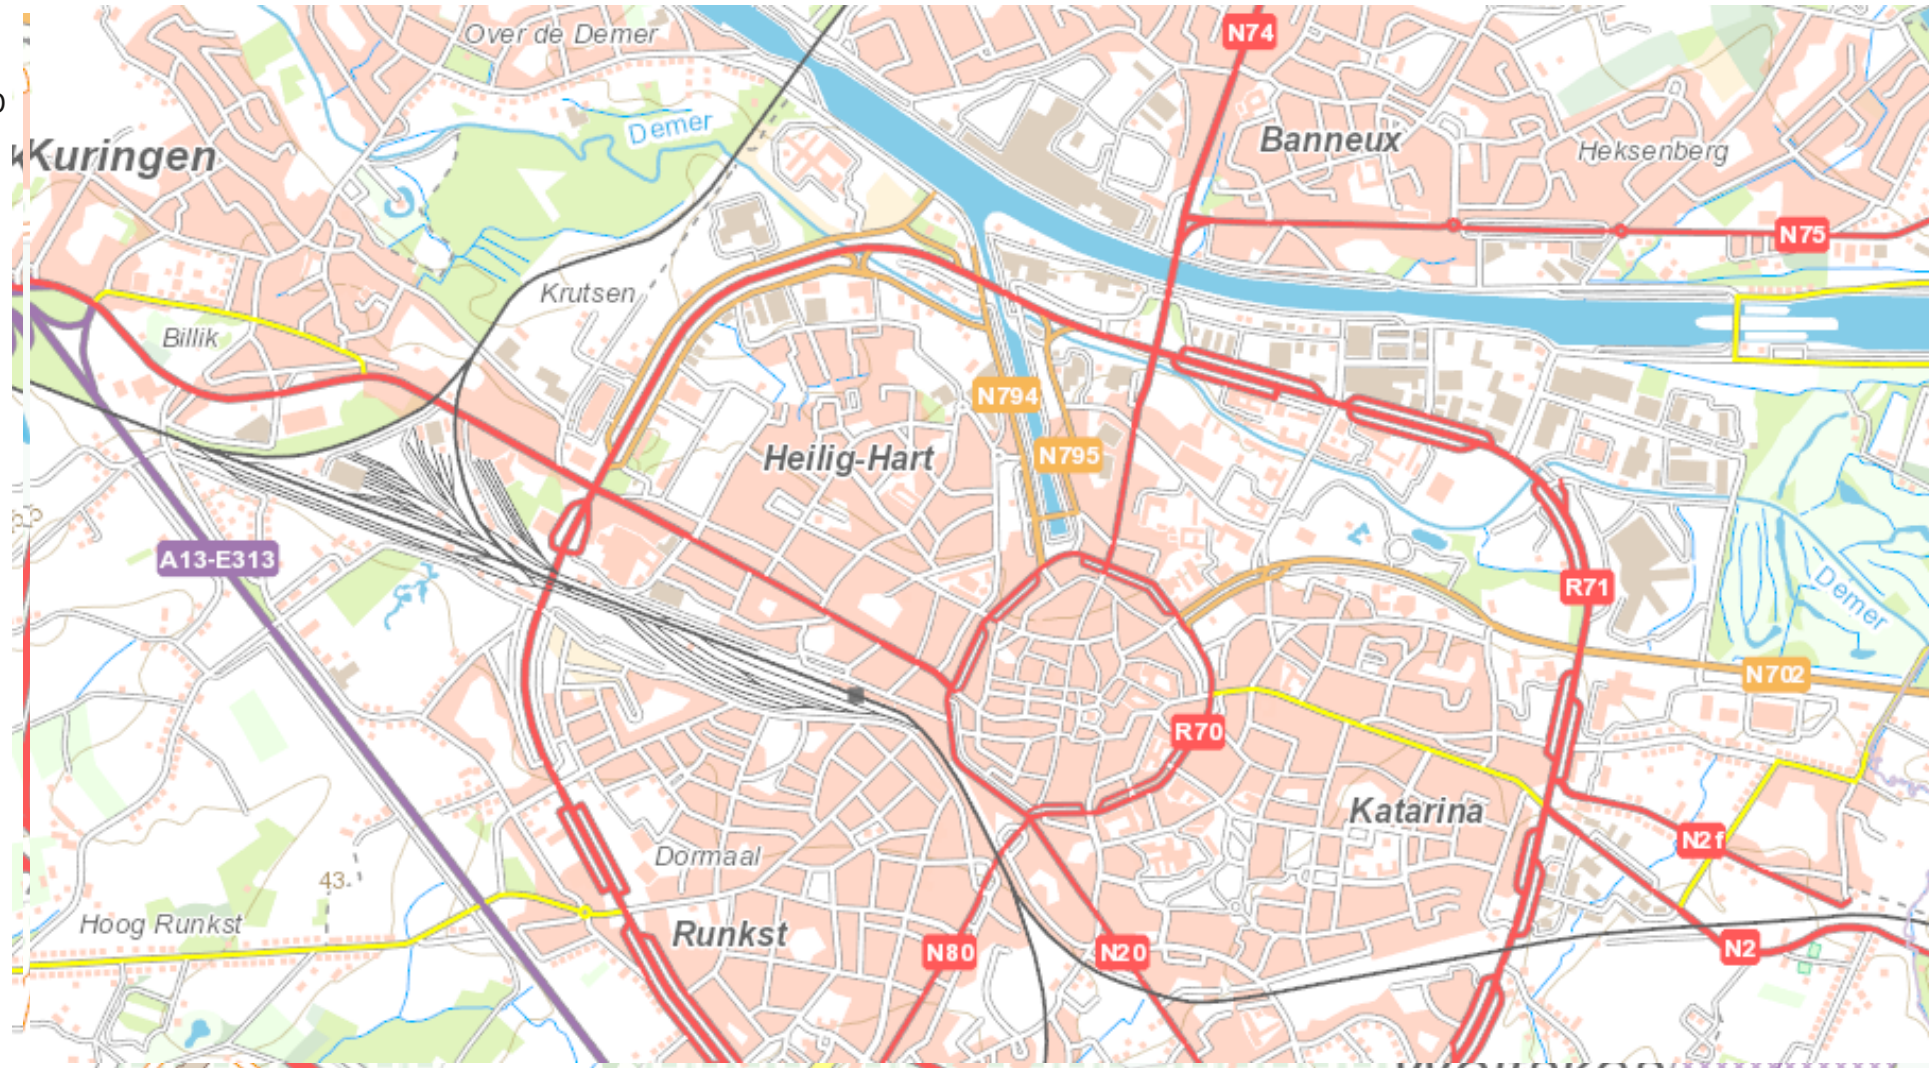 N74
Over de Demer
Demer
Banneux
Heksenberg
Kuringen
N75
Krutsen
Billik
N794
N795
Heilig-Hart
A13-E313
R71
Demer
N702
R70
Katarina
N2f
Dormaal
43
Hoog Runkst
Runkst
N80
N20
N2